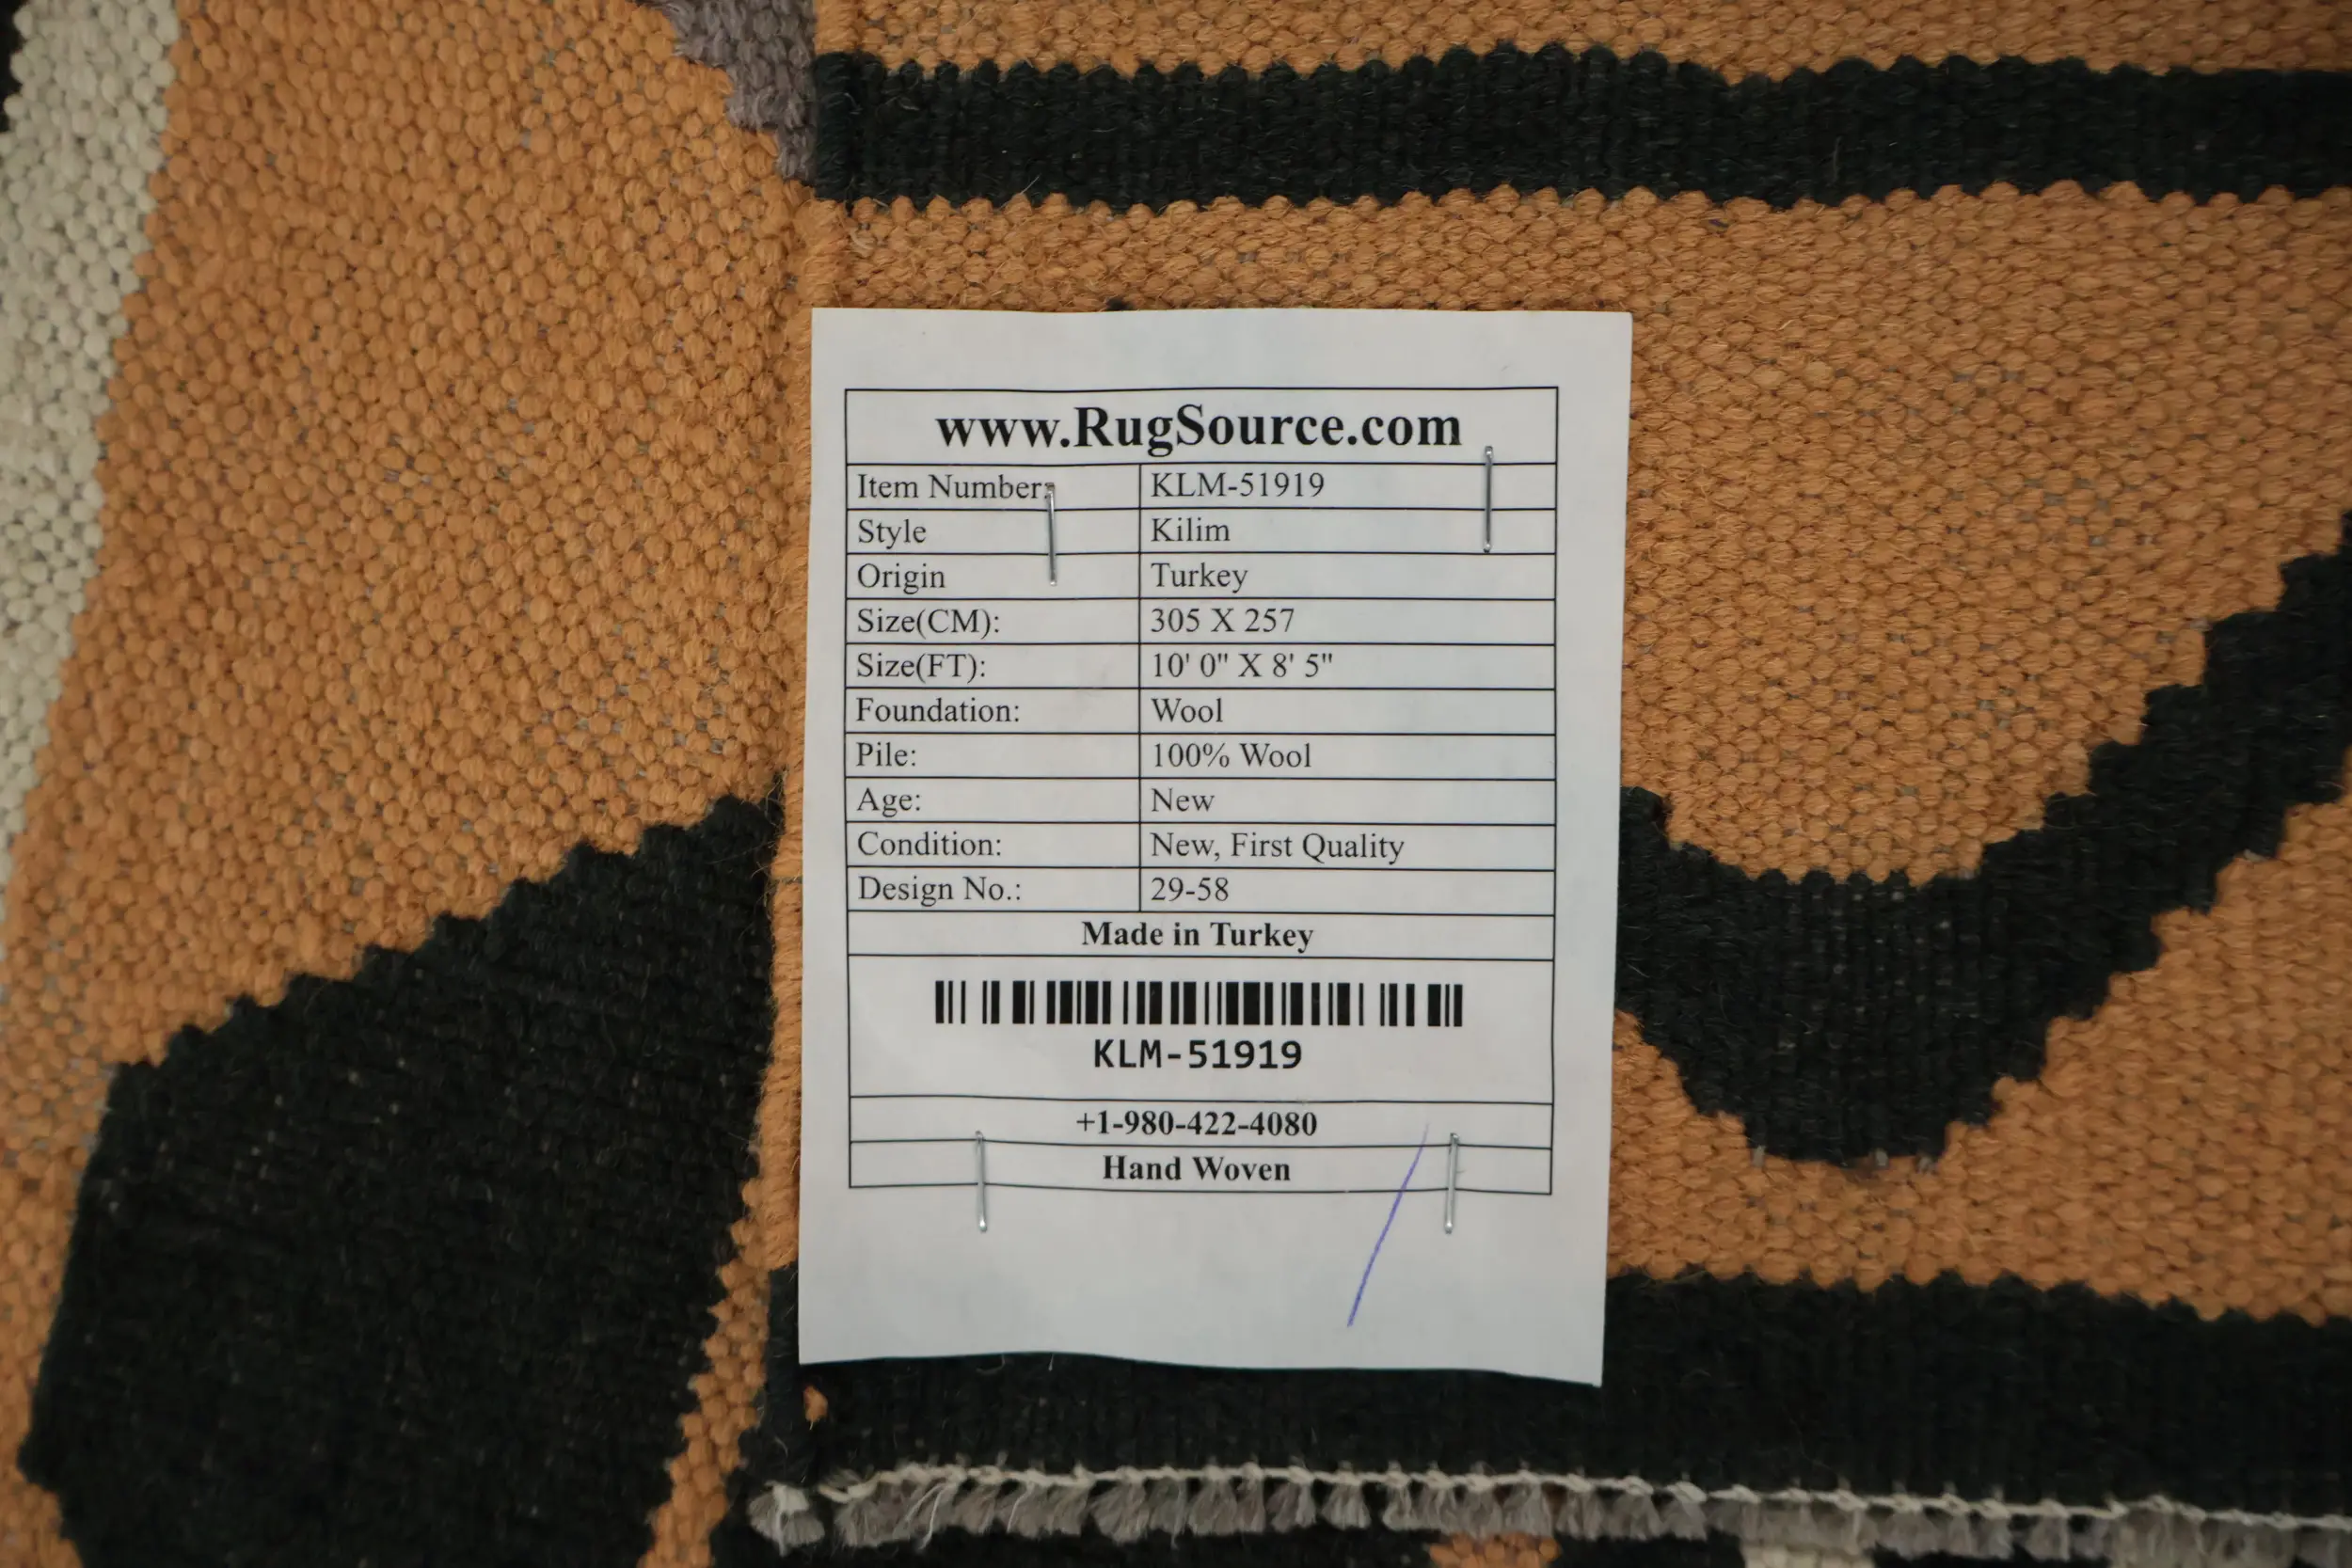 www.RugSource.com
Item Number: KLM-51919
Style Kilim
Origin Turkey
Size(CM): 305 X 257
Size(FT): 10' 0" X 8' 5"
Foundation: Wool
Pile: 100% Wool
Age: New
Condition: New, First Quality
Design No.: 29-58
Made in Turkey
KLM-51919
+1-980-422-4080
Hand Woven